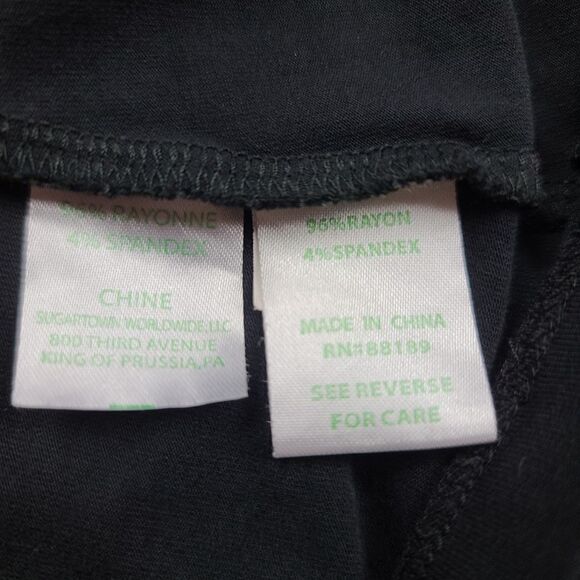 96% RAYONNE
4% SPANDEX
CHINE
SUGARTOWN WORLDWIDE, LLC
800 THIRD AVENUE
KING OF PRUSSIA, PA
96%RAYON
4%SPANDEX
MADE IN CHINA
RN#88189
SEE REVERSE
FOR CARE